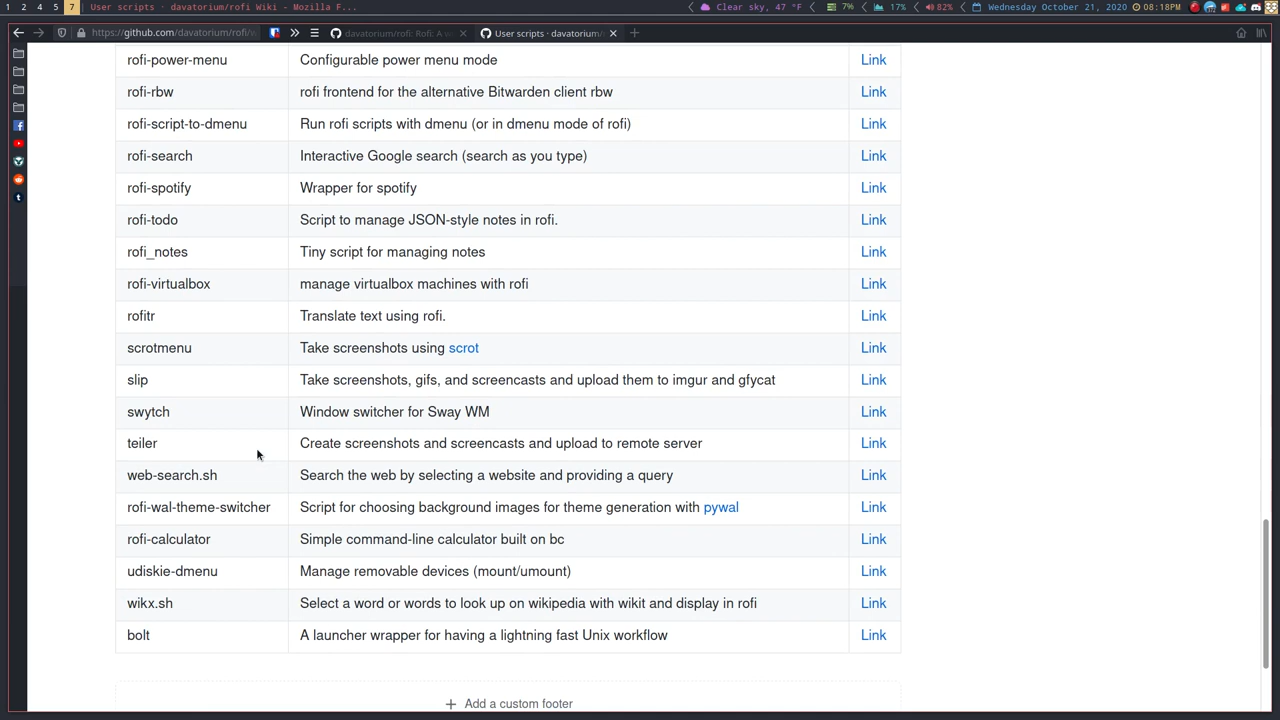 1 2 4 5 7 User scripts · davatorium/rofi Wiki - Mozilla F... Clear sky, 47 °F 7% 17% 82% Wednesday October 21, 2020 08:18PM
https://github.com/davatorium/rofi/ davatorium/rofi: Rofi: A w User scripts · davatorium/
rofi-power-menu Configurable power menu mode Link
rofi-rbw rofi frontend for the alternative Bitwarden client rbw Link
rofi-script-to-dmenu Run rofi scripts with dmenu (or in dmenu mode of rofi) Link
rofi-search Interactive Google search (search as you type) Link
rofi-spotify Wrapper for spotify Link
rofi-todo Script to manage JSON-style notes in rofi. Link
rofi_notes Tiny script for managing notes Link
rofi-virtualbox manage virtualbox machines with rofi Link
rofitr Translate text using rofi. Link
scrotmenu Take screenshots using scrot Link
slip Take screenshots, gifs, and screencasts and upload them to imgur and gfycat Link
swytch Window switcher for Sway WM Link
teiler Create screenshots and screencasts and upload to remote server Link
web-search.sh Search the web by selecting a website and providing a query Link
rofi-wal-theme-switcher Script for choosing background images for theme generation with pywal Link
rofi-calculator Simple command-line calculator built on bc Link
udiskie-dmenu Manage removable devices (mount/umount) Link
wikx.sh Select a word or words to look up on wikipedia with wikit and display in rofi Link
bolt A launcher wrapper for having a lightning fast Unix workflow Link
Add a custom footer